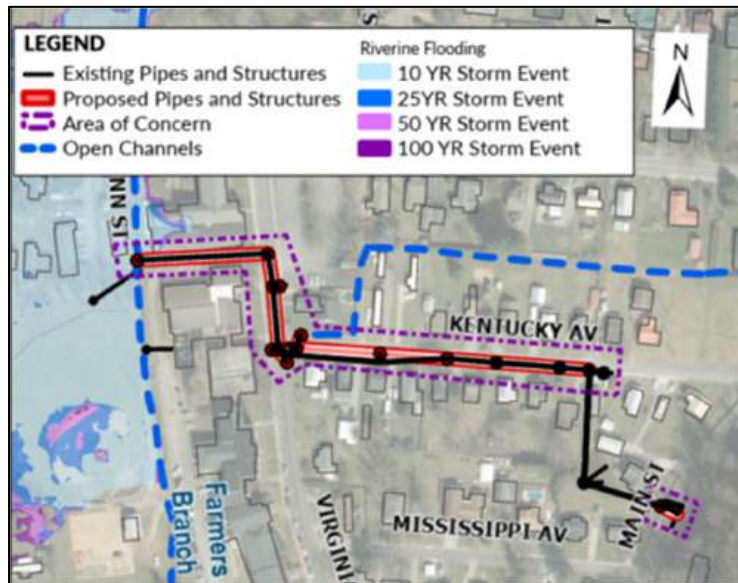 LEGEND
Existing Pipes and Structures
Proposed Pipes and Structures
Area of Concern
Open Channels
Riverine Flooding
10 YR Storm Event
25YR Storm Event
50 YR Storm Event
100 YR Storm Event
N
NN ST
KENTUCKY AV
MAIN ST
MISSISSIPPI AV
VIRGINI
Farmers
Branch